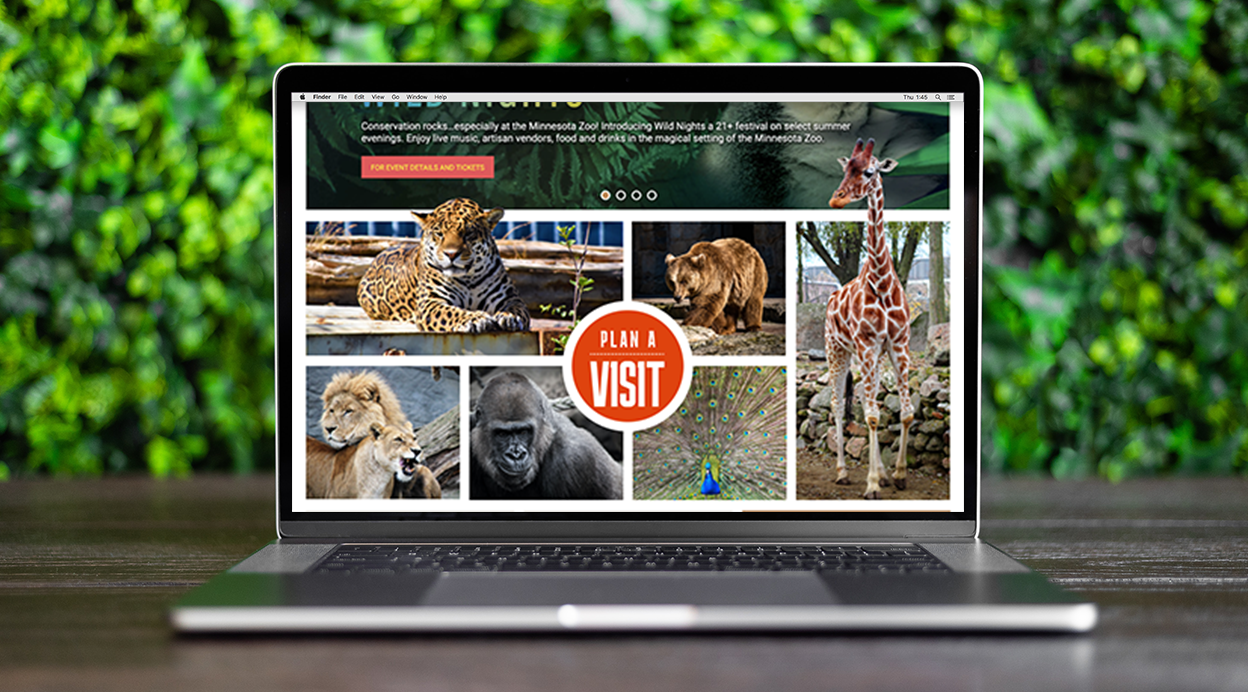 Finder File Edit View Go Window Help Thu 1:45
WILD NIGHTS
Conservation rocks...especially at the Minnesota Zoo! Introducing Wild Nights a 21+ festival on select summer
evenings. Enjoy live music, artisan vendors, food and drinks in the magical setting of the Minnesota Zoo.
FOR EVENT DETAILS AND TICKETS
PLAN A
VISIT